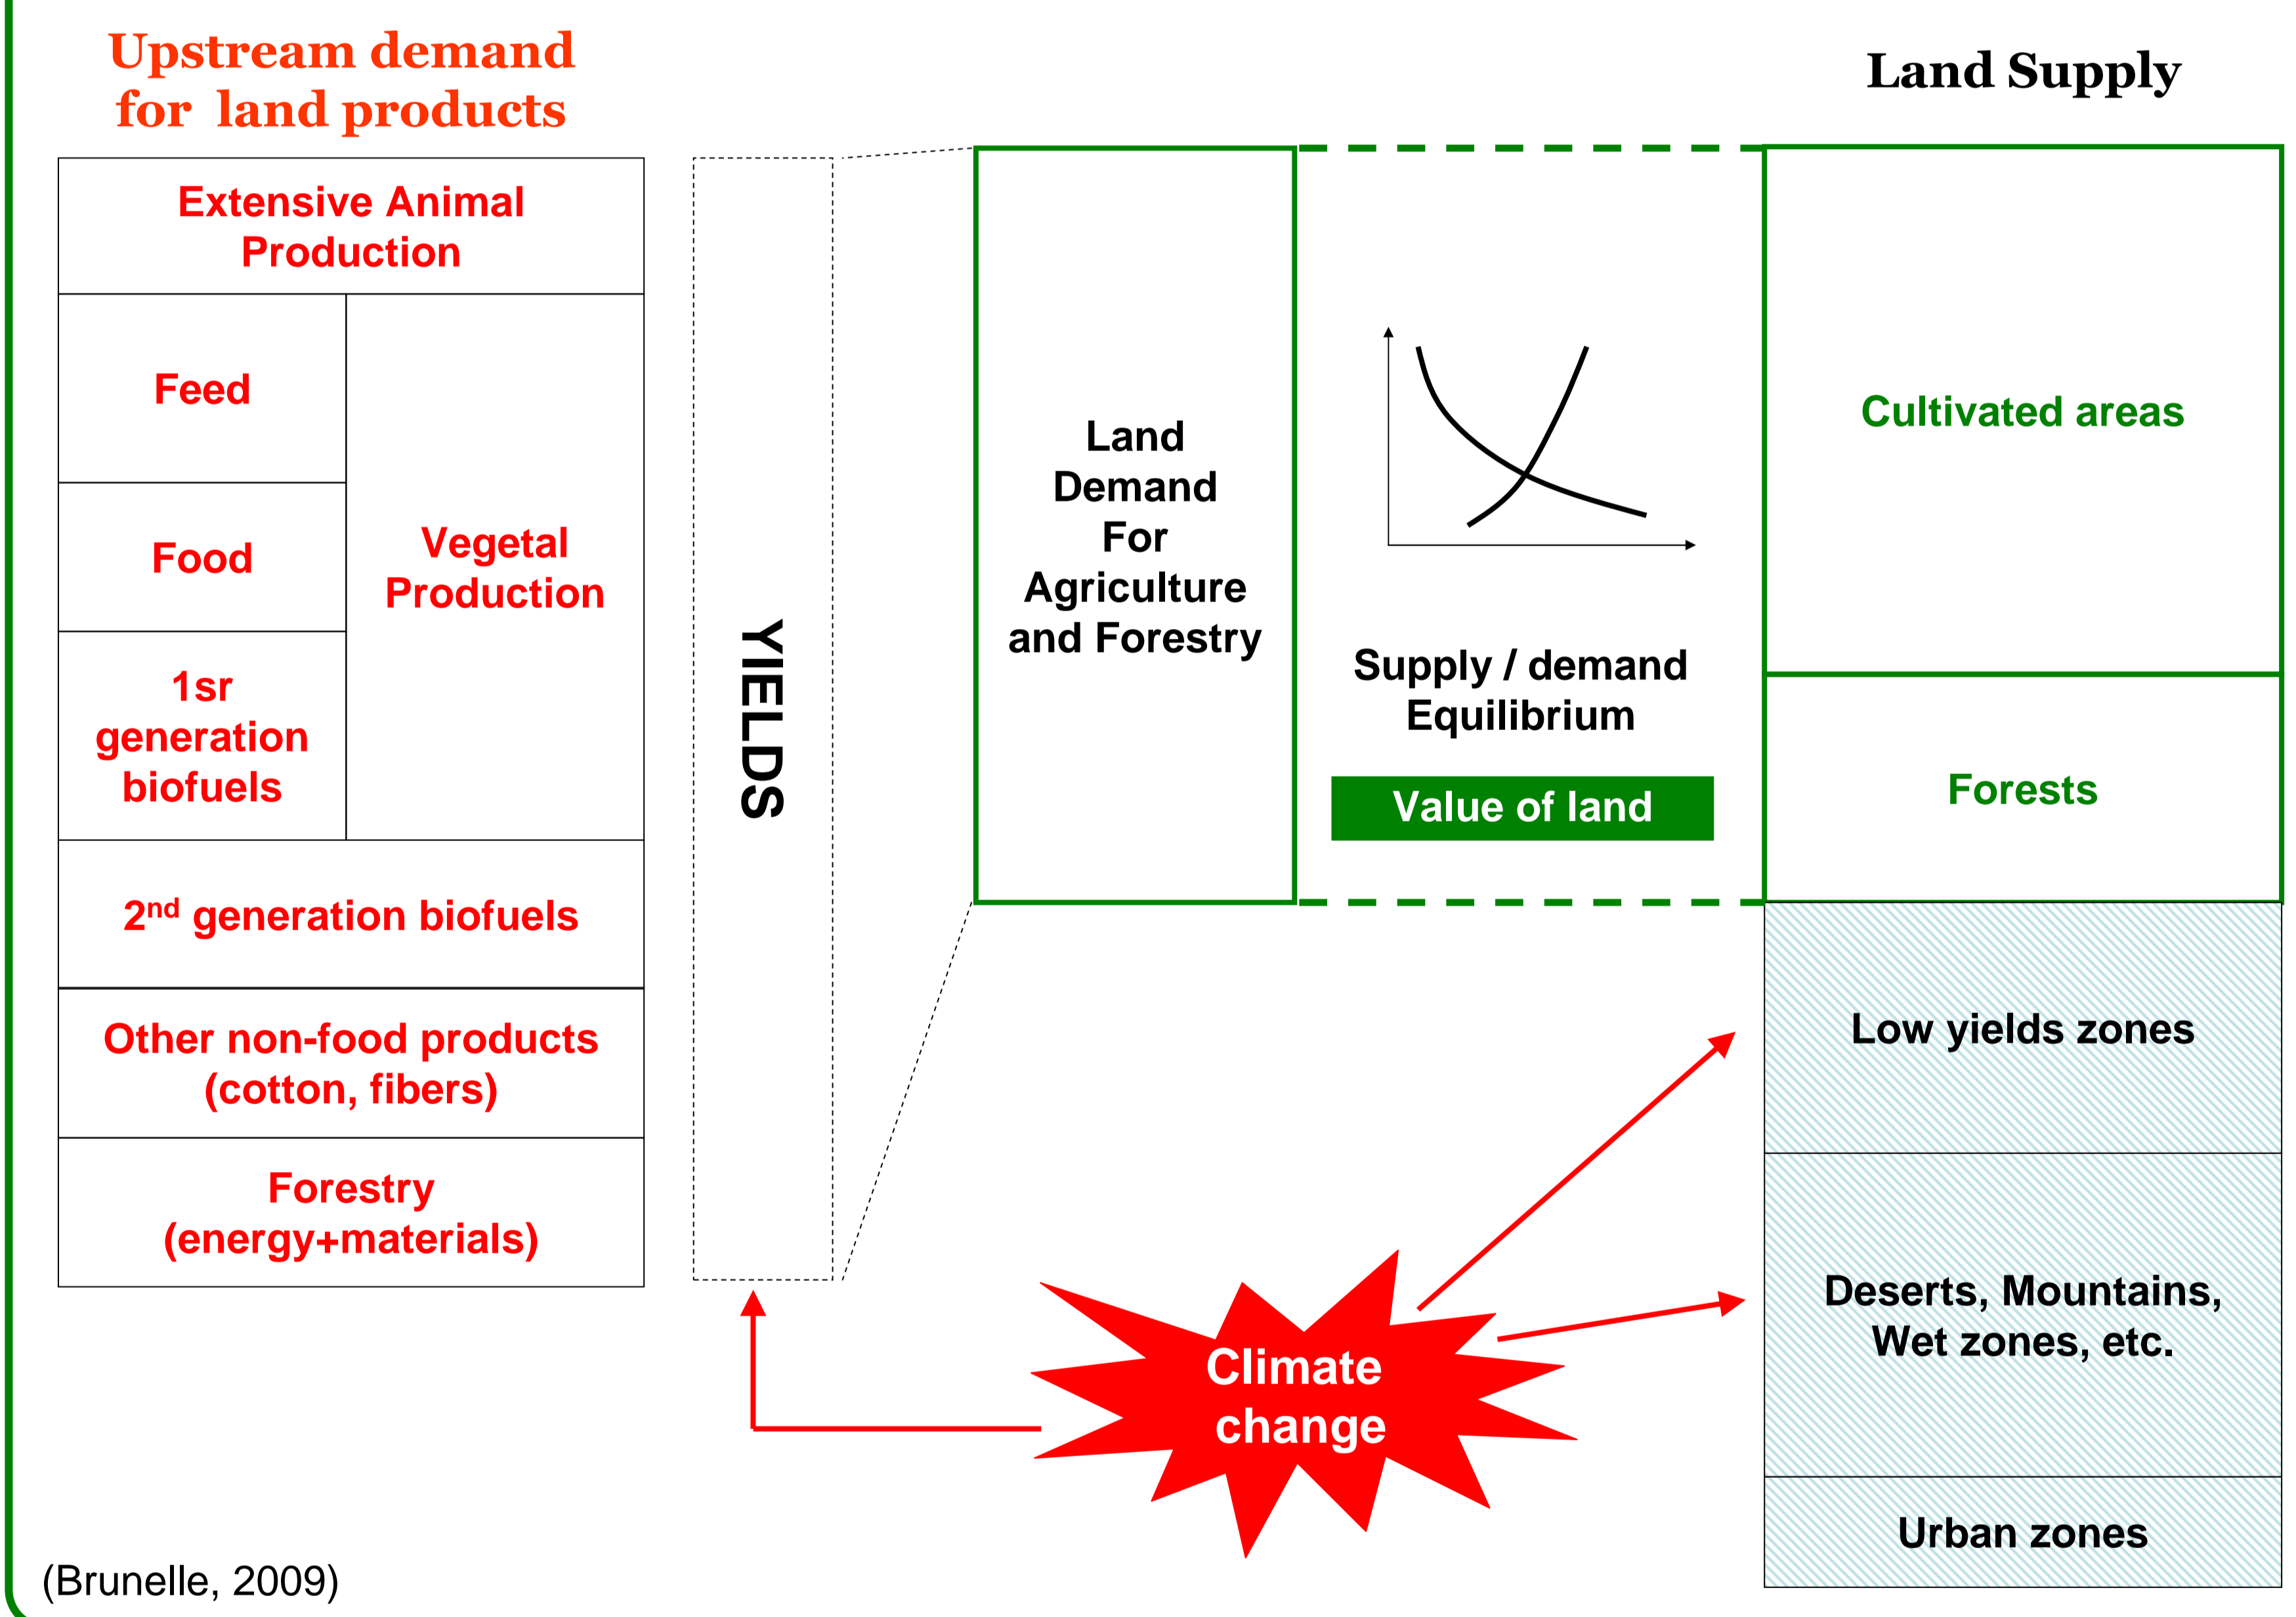 Upstream demand
for land products
Land Supply
Extensive Animal
Production
Feed
Food
1sr
generation
biofuels
Vegetal
Production
2nd generation biofuels
Other non-food products
(cotton, fibers)
Forestry
(energy+materials)
YIELDS
Land
Demand
For
Agriculture
and Forestry
Supply / demand
Equilibrium
Value of land
Cultivated areas
Forests
Low yields zones
Deserts, Mountains,
Wet zones, etc.
Urban zones
Climate
change
(Brunelle, 2009)